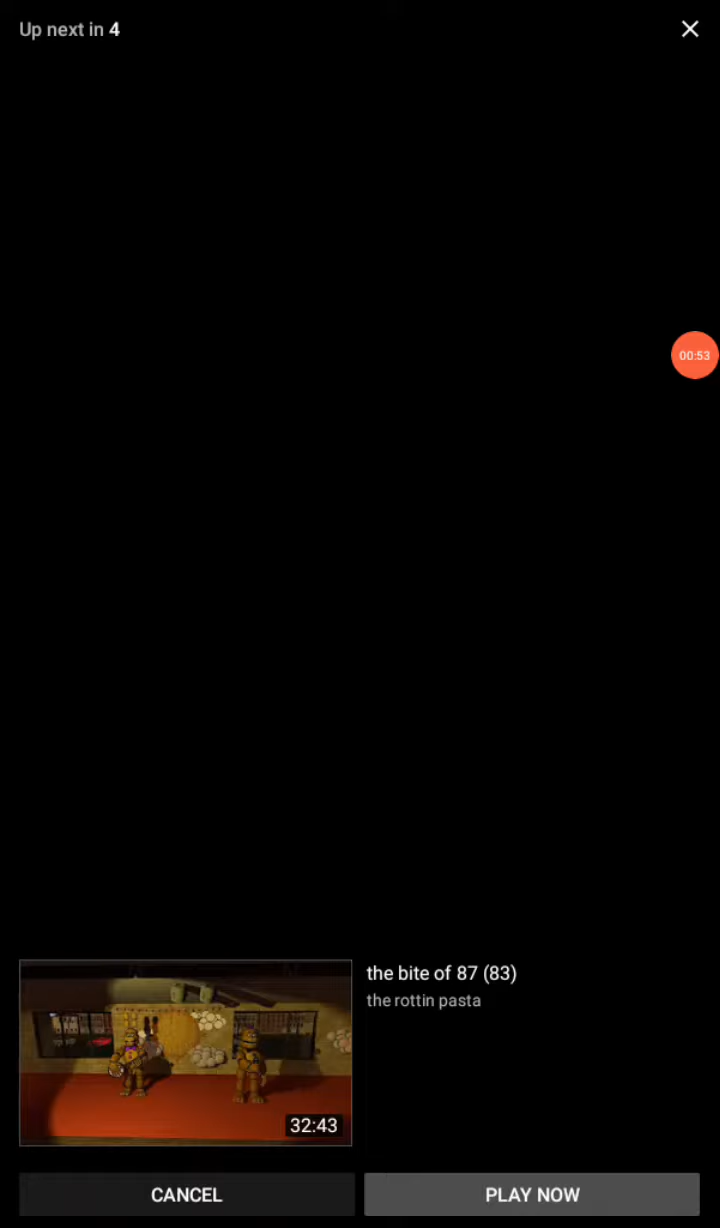 Up next in 4
00:53
the bite of 87 (83)
the rottin pasta
32:43
CANCEL
PLAY NOW